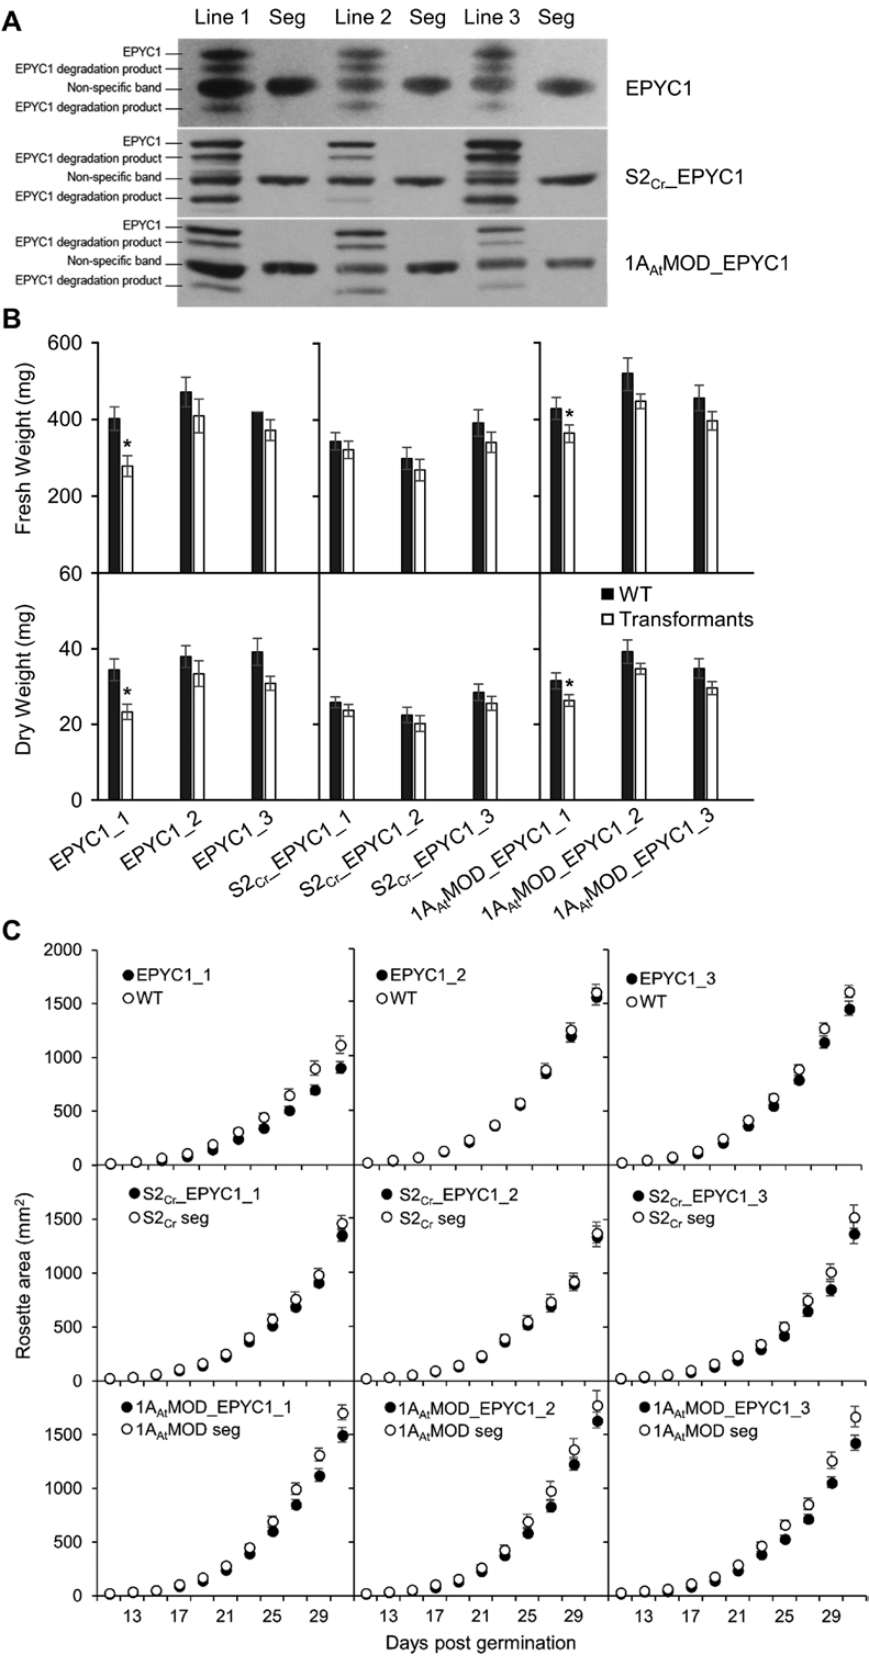 A
Line 1 Seg Line 2 Seg Line 3 Seg
EPYC1
EPYC1 degradation product
Non-specific band
EPYC1 degradation product
EPYC1
EPYC1
EPYC1 degradation product
Non-specific band
EPYC1 degradation product
S2Cr_EPYC1
EPYC1
EPYC1 degradation product
Non-specific band
EPYC1 degradation product
1AAtMOD_EPYC1
B
Fresh Weight (mg)
600
400
200
60
*
*
Dry Weight (mg)
40
20
0
*
*
WT
Transformants
EPYC1_1
EPYC1_2
EPYC1_3
S2Cr_EPYC1_1
S2Cr_EPYC1_2
S2Cr_EPYC1_3
1AAtMOD_EPYC1_1
1AAtMOD_EPYC1_2
1AAtMOD_EPYC1_3
C
Rosette area (mm2)
2000
1500
1000
500
0
EPYC1_1
WT
EPYC1_2
WT
EPYC1_3
WT
1500
1000
500
0
S2Cr_EPYC1_1
S2Cr seg
S2Cr_EPYC1_2
S2Cr seg
S2Cr_EPYC1_3
S2Cr seg
1500
1000
500
0
1AAtMOD_EPYC1_1
1AAtMOD seg
1AAtMOD_EPYC1_2
1AAtMOD seg
1AAtMOD_EPYC1_3
1AAtMOD seg
13 17 21 25 29 13 17 21 25 29 13 17 21 25 29
Days post germination